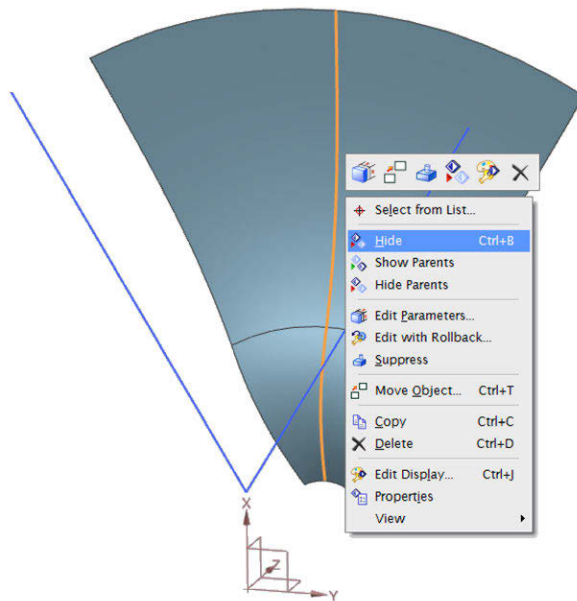 Select from List...
Hide Ctrl+B
Show Parents
Hide Parents
Edit Parameters...
Edit with Rollback...
Suppress
Move Object... Ctrl+T
Copy Ctrl+C
Delete Ctrl+D
Edit Display... Ctrl+J
Properties
View
X
Z
Y